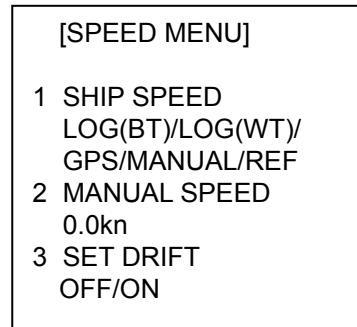 [SPEED MENU]
1 SHIP SPEED
LOG(BT)/LOG(WT)/
GPS/MANUAL/REF
2 MANUAL SPEED
0.0kn
3 SET DRIFT
OFF/ON